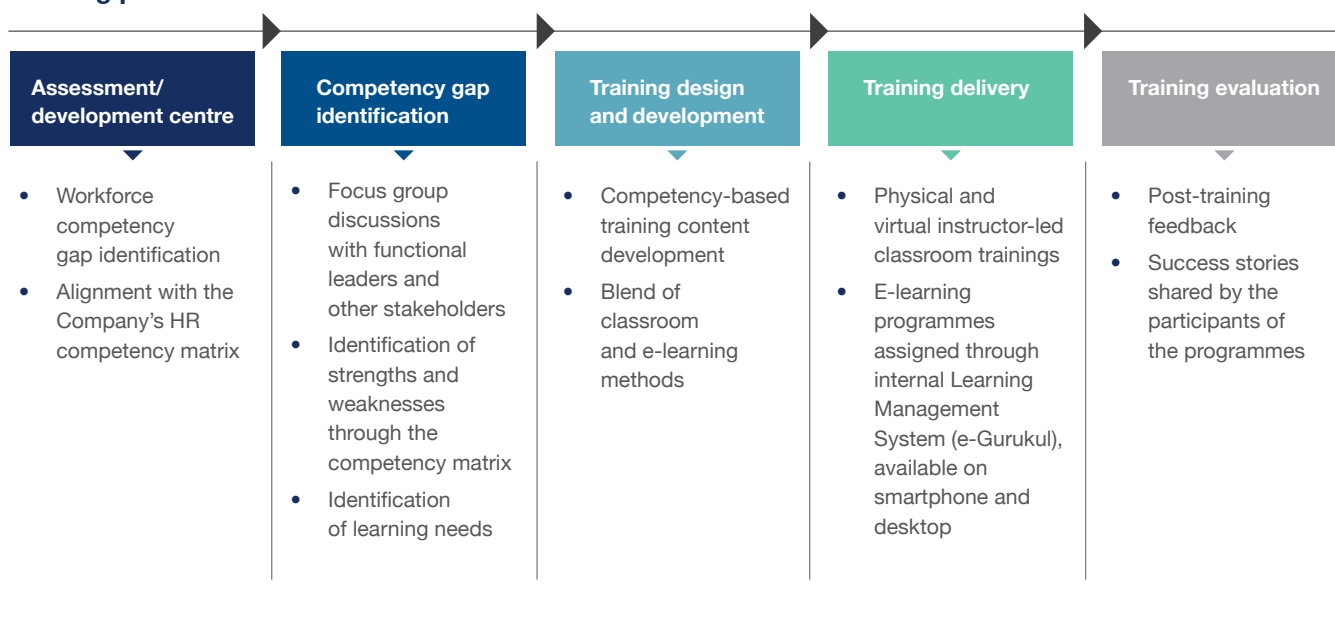 Assessment/
development centre
• Workforce
competency
gap identification
• Alignment with the
Company's HR
competency matrix
Competency gap
identification
• Focus group
discussions
with functional
leaders and
other stakeholders
• Identification of
strengths and
weaknesses
through the
competency matrix
• Identification
of learning needs
Training design
and development
• Competency-based
training content
development
• Blend of
classroom
and e-learning
methods
Training delivery
• Physical and
virtual instructor-led
classroom trainings
• E-learning
programmes
assigned through
internal Learning
Management
System (e-Gurukul),
available on
smartphone and
desktop
Training evaluation
• Post-training
feedback
• Success stories
shared by the
participants of
the programmes